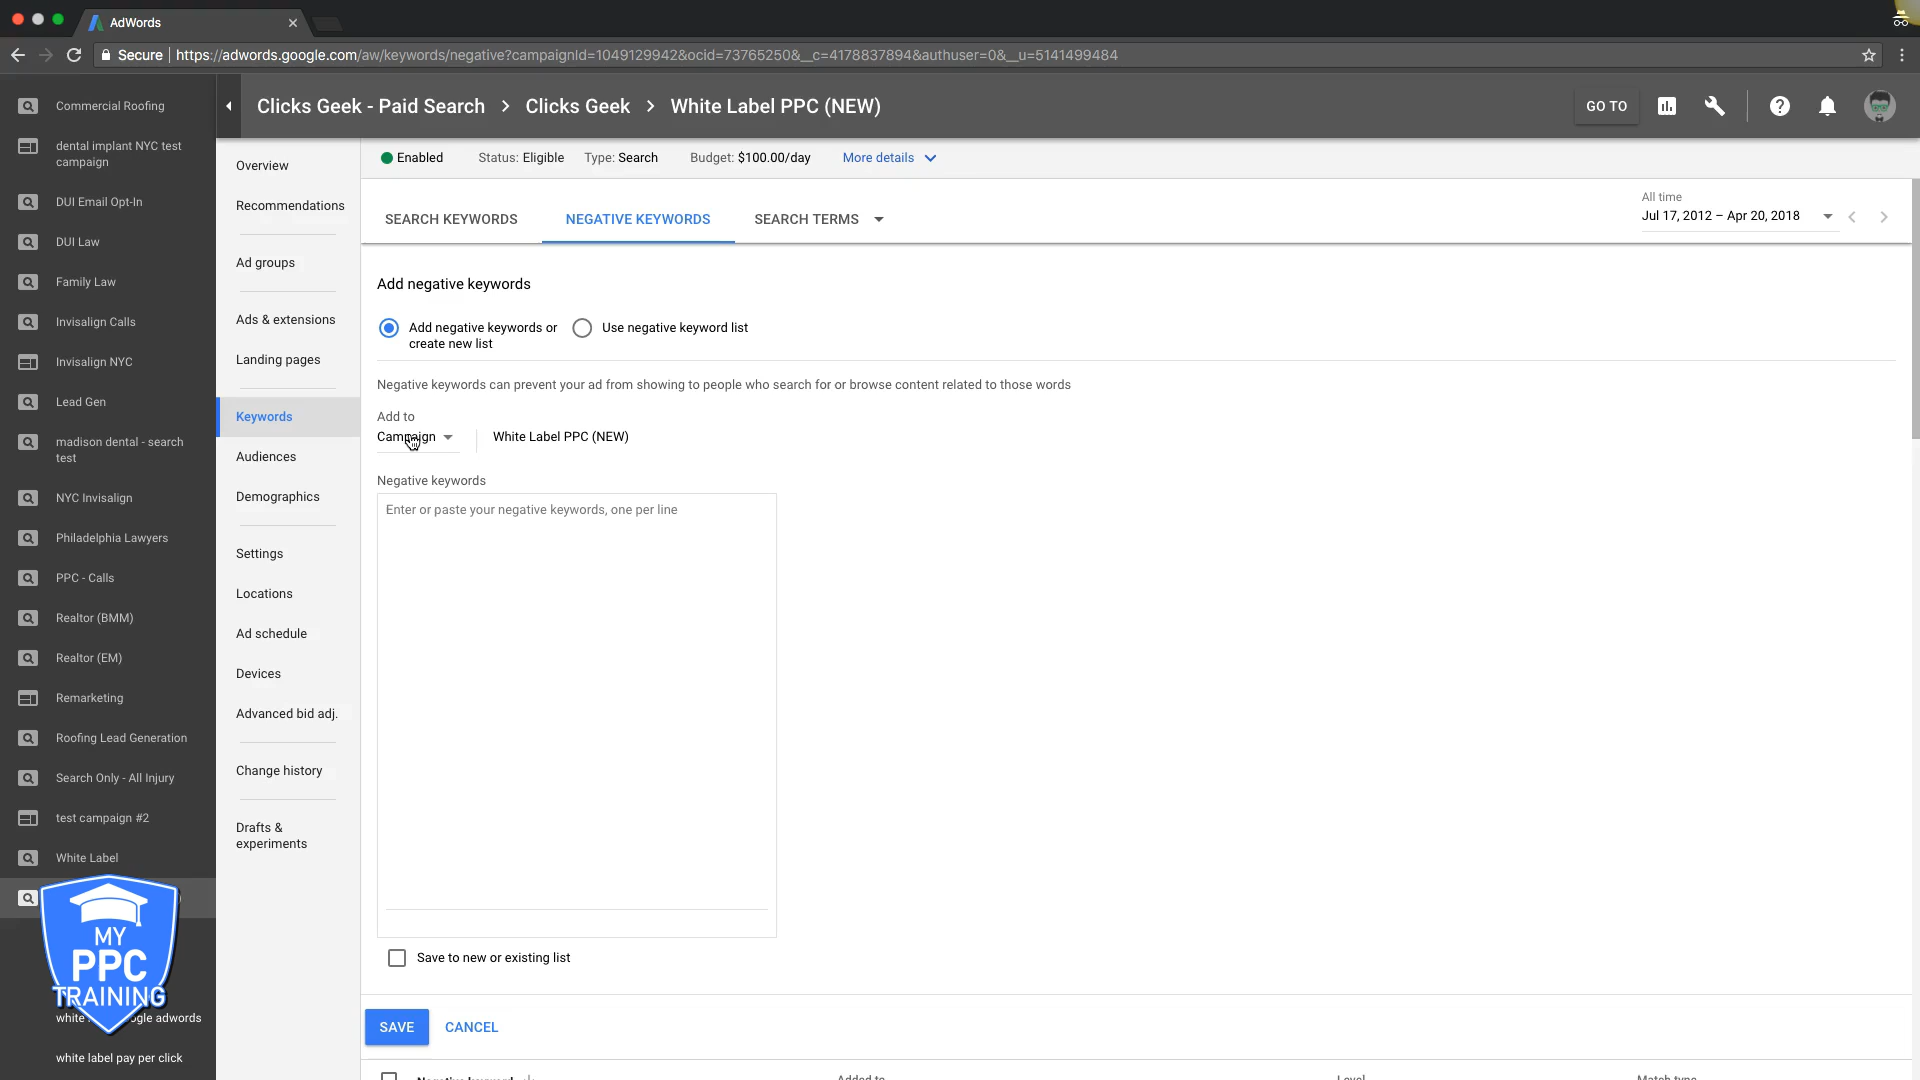 AdWords
Secure
https://adwords.google.com/aw/keywords/negative?campaignId=1049129942&ocid=73765250&__c=4178837894&authuser=0&__u=5141499484
Clicks Geek - Paid Search > Clicks Geek > White Label PPC (NEW)
GO TO
Commercial Roofing
dental implant NYC test
campaign
DUI Email Opt-In
DUI Law
Family Law
Invisalign Calls
Invisalign NYC
Lead Gen
madison dental - search
test
NYC Invisalign
Philadelphia Lawyers
PPC - Calls
Realtor (BMM)
Realtor (EM)
Remarketing
Roofing Lead Generation
Search Only - All Injury
test campaign #2
White Label
MY
PPC
TRAINING
white
gle adwords
white label pay per click
Overview
Recommendations
Ad groups
Ads & extensions
Landing pages
Keywords
Audiences
Demographics
Settings
Locations
Ad schedule
Devices
Advanced bid adj.
Change history
Drafts &
experiments
Enabled
Status: Eligible
Type: Search
Budget: $100.00/day
More details
SEARCH KEYWORDS
NEGATIVE KEYWORDS
SEARCH TERMS
All time
Jul 17, 2012 – Apr 20, 2018
Add negative keywords
Add negative keywords or
create new list
Use negative keyword list
Negative keywords can prevent your ad from showing to people who search for or browse content related to those words
Add to
Campaign
White Label PPC (NEW)
Negative keywords
Enter or paste your negative keywords, one per line
Save to new or existing list
SAVE
CANCEL
Negative keyword
Added to
Level
Match type